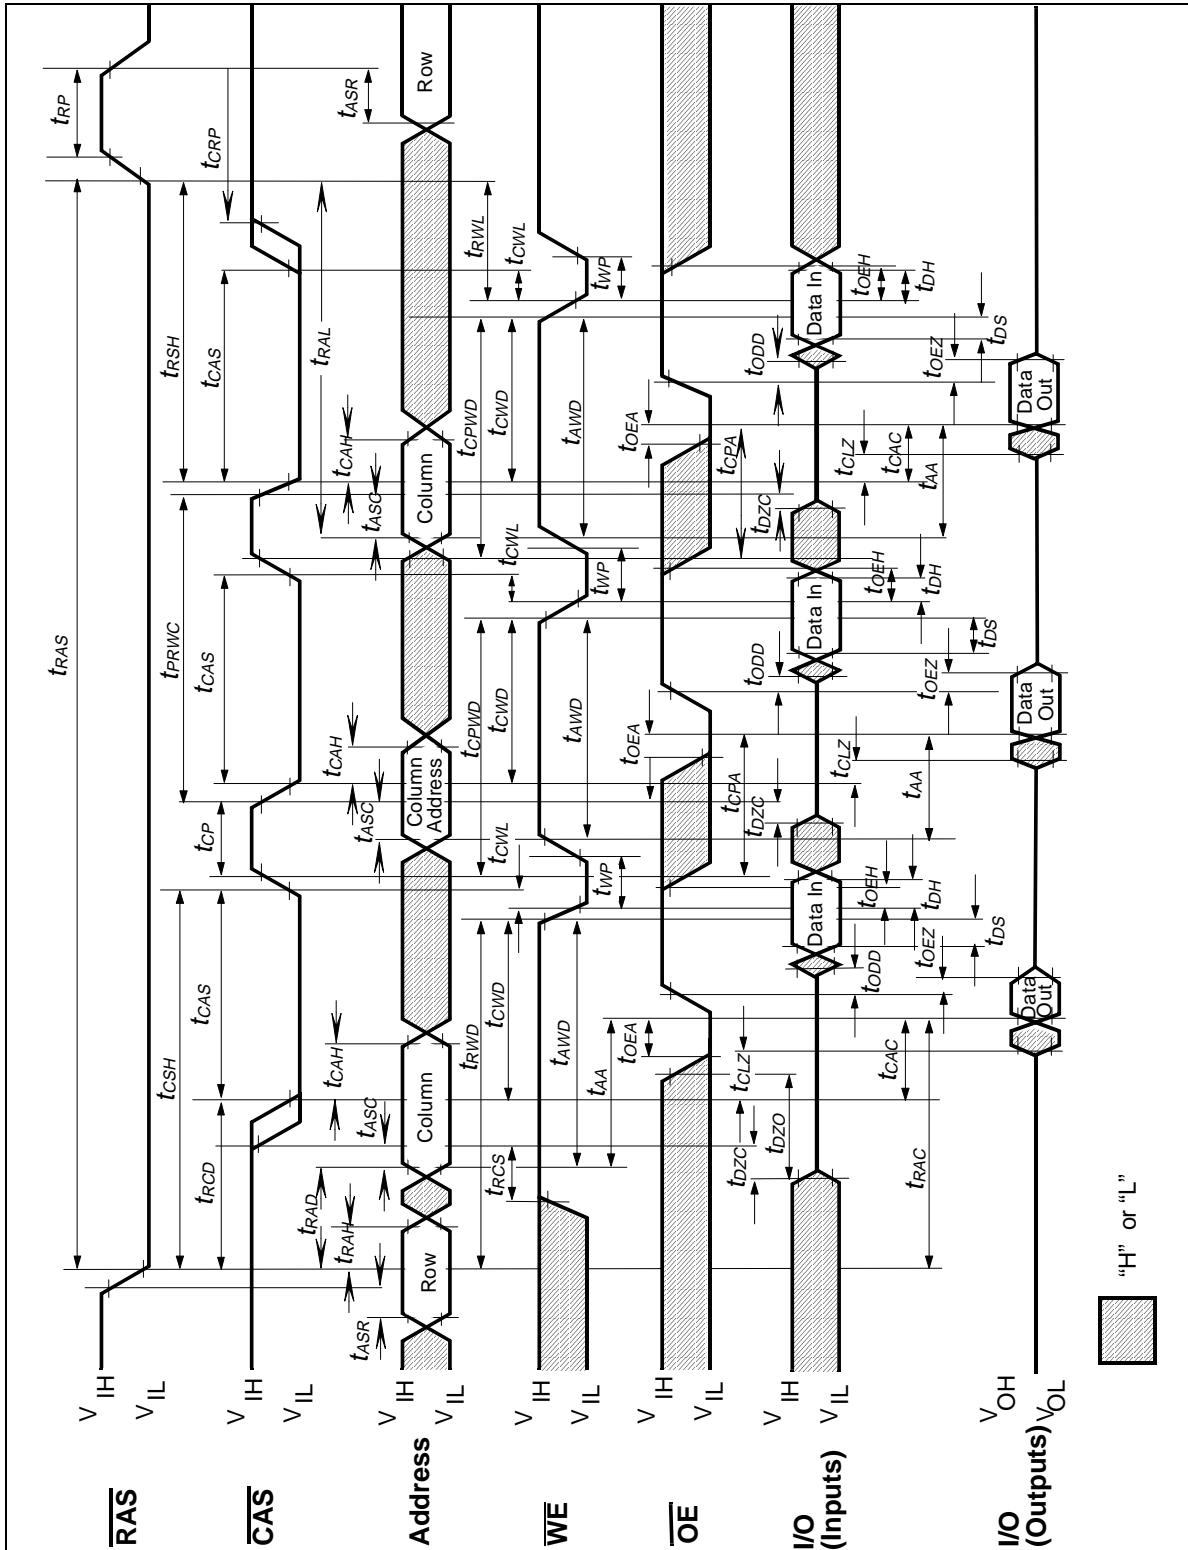 RAS
V IH
V IL
tRAS
tRP
CAS
V IH
V IL
tCSH
tPRWC
tRSH
tCRP
tRCD
tCAS
tCP
tCAS
tCAS
Address
V IH
V IL
tASR
tRAH
tRAD
tASC
tCAH
tASC
tCAH
tASC
tCAH
tRAL
tASR
Row
Column
Column
Address
Column
Row
WE
V IH
V IL
tRWD
tCPWD
tCPWD
tRWL
tRCS
tCWD
tCWL
tCWD
tCWL
tCWD
tCWL
tAWD
tWP
tAWD
tWP
tAWD
tWP
tAA
OE
V IH
V IL
tOEA
tOEA
tOEA
tCPA
tCPA
I/O
(Inputs)
V IH
V IL
tDZC
tDZO
tCLZ
tODD
tDZC
tODD
tDZC
tODD
Data In
Data In
Data In
tOEH
tDH
tOEH
tDH
tOEH
tDH
tRAC
tCAC
tOEZ
tDS
tCLZ
tAA
tOEZ
tDS
tCLZ
tCAC
tAA
tOEZ
tDS
I/O
(Outputs)
VOH
VOL
Data
Out
Data
Out
Data
Out
“H” or “L”